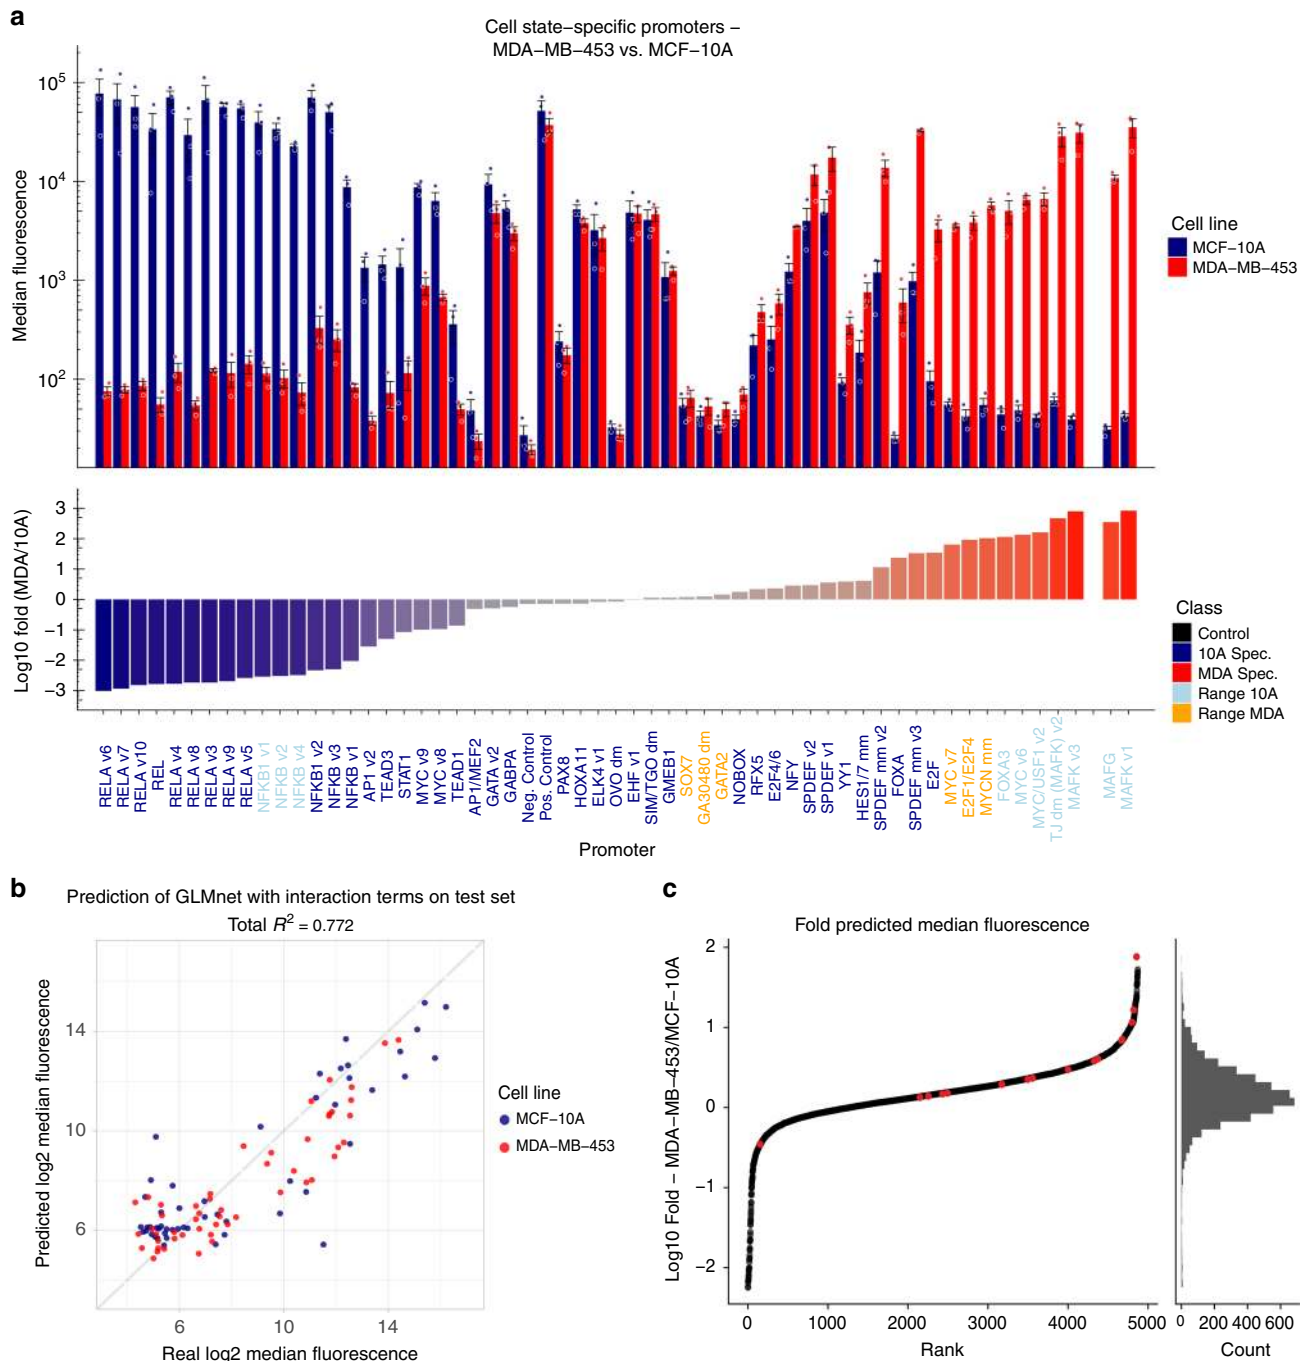 a
Cell state–specific promoters –
MDA–MB–453 vs. MCF–10A
Median fluorescence
10^5
10^4
10^3
10^2
Cell line
MCF–10A
MDA–MB–453
Log10 fold (MDA/10A)
3
2
1
0
−1
−2
−3
Class
Control
10A Spec.
MDA Spec.
Range 10A
Range MDA
RELA v6
RELA v7
RELA v10
REL
RELA v4
RELA v8
RELA v3
RELA v9
RELA v5
NFKB1 v1
NFKB v2
NFKB v4
NFKB1 v2
NFKB v3
NFKB v1
AP1 v2
TEAD3
STAT1
MYC v9
MYC v8
TEAD1
AP1/MEF2
GATA v2
GABPA
Neg. Control
Pos. Control
PAX8
HOXA11
ELK4 v1
OVO dm
EHF v1
SIM/TGO dm
GMEB1
SOX7
GA30480 dm
GATA2
NOBOX
RFX5
E2F4/6
NFY
SPDEF v2
SPDEF v1
YY1
HES1/7 mm
SPDEF mm v2
FOXA
SPDEF mm v3
E2F
MYC v7
E2F1/E2F4
MYCN mm
FOXA3
MYC v6
MYC/USF1 v2
TJ dm (MAFK) v2
MAFK v3
MAFG
MAFK v1
Promoter
b
Prediction of GLMnet with interaction terms on test set
Total R² = 0.772
Predicted log2 median fluorescence
14
10
6
6
10
14
Real log2 median fluorescence
Cell line
MCF–10A
MDA–MB–453
c
Fold predicted median fluorescence
Log10 Fold – MDA–MB–453/MCF–10A
2
1
0
−1
−2
0
1000
2000
3000
4000
5000
Rank
0
200
400
600
Count